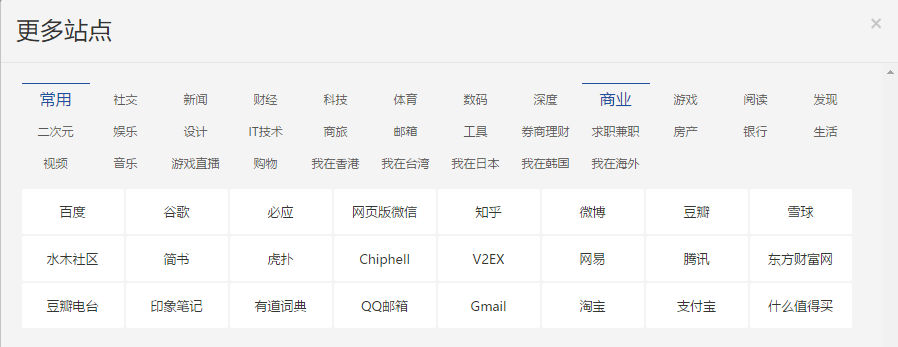 更多站点 ×
常用 社交 新闻 财经 科技 体育 数码 深度 商业 游戏 阅读 发现
二次元 娱乐 设计 IT技术 商旅 邮箱 工具 券商理财 求职兼职 房产 银行 生活
视频 音乐 游戏直播 购物 我在香港 我在台湾 我在日本 我在韩国 我在海外
百度 谷歌 必应 网页版微信 知乎 微博 豆瓣 雪球
水木社区 简书 虎扑 Chiphell V2EX 网易 腾讯 东方财富网
豆瓣电台 印象笔记 有道词典 QQ邮箱 Gmail 淘宝 支付宝 什么值得买